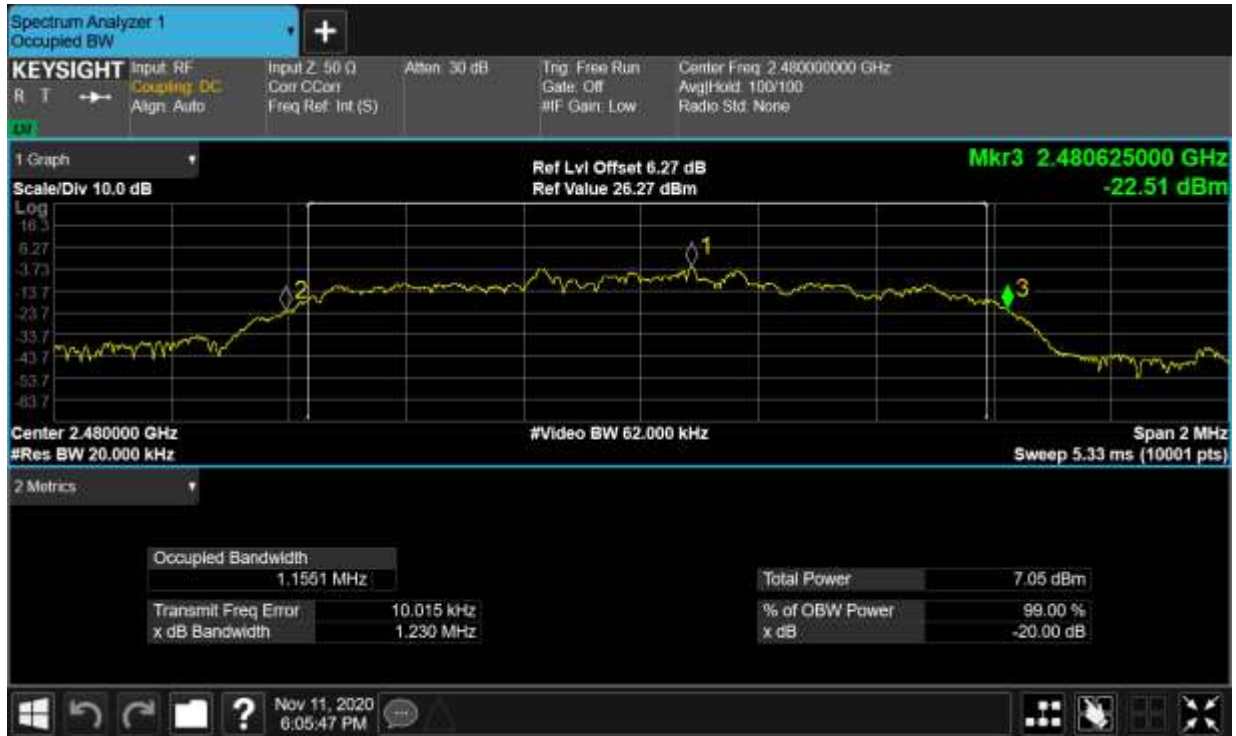 Spectrum Analyzer 1
Occupied BW
+
KEYSIGHT
R T
Input: RF
Coupling: DC
Align: Auto
Input Z: 50 Ω
Corr CCorr
Freq Ref: Int (S)
Atten: 30 dB
Trig: Free Run
Gate: Off
#IF Gain: Low
Center Freq: 2.480000000 GHz
Avg|Hold: 100/100
Radio Std: None
1 Graph
Scale/Div 10.0 dB
Ref Lvl Offset 6.27 dB
Ref Value 26.27 dBm
Mkr3 2.480625000 GHz
-22.51 dBm
Log
16.3
6.27
-3.73
-13.7
-23.7
-33.7
-43.7
-53.7
-63.7
1
2
3
Center 2.480000 GHz
#Video BW 62.000 kHz
Span 2 MHz
#Res BW 20.000 kHz
Sweep 5.33 ms (10001 pts)
2 Metrics
Occupied Bandwidth
1.1551 MHz
Total Power 7.05 dBm
Transmit Freq Error 10.015 kHz
% of OBW Power 99.00 %
x dB Bandwidth 1.230 MHz
x dB -20.00 dB
?
Nov 11, 2020
6:05:47 PM